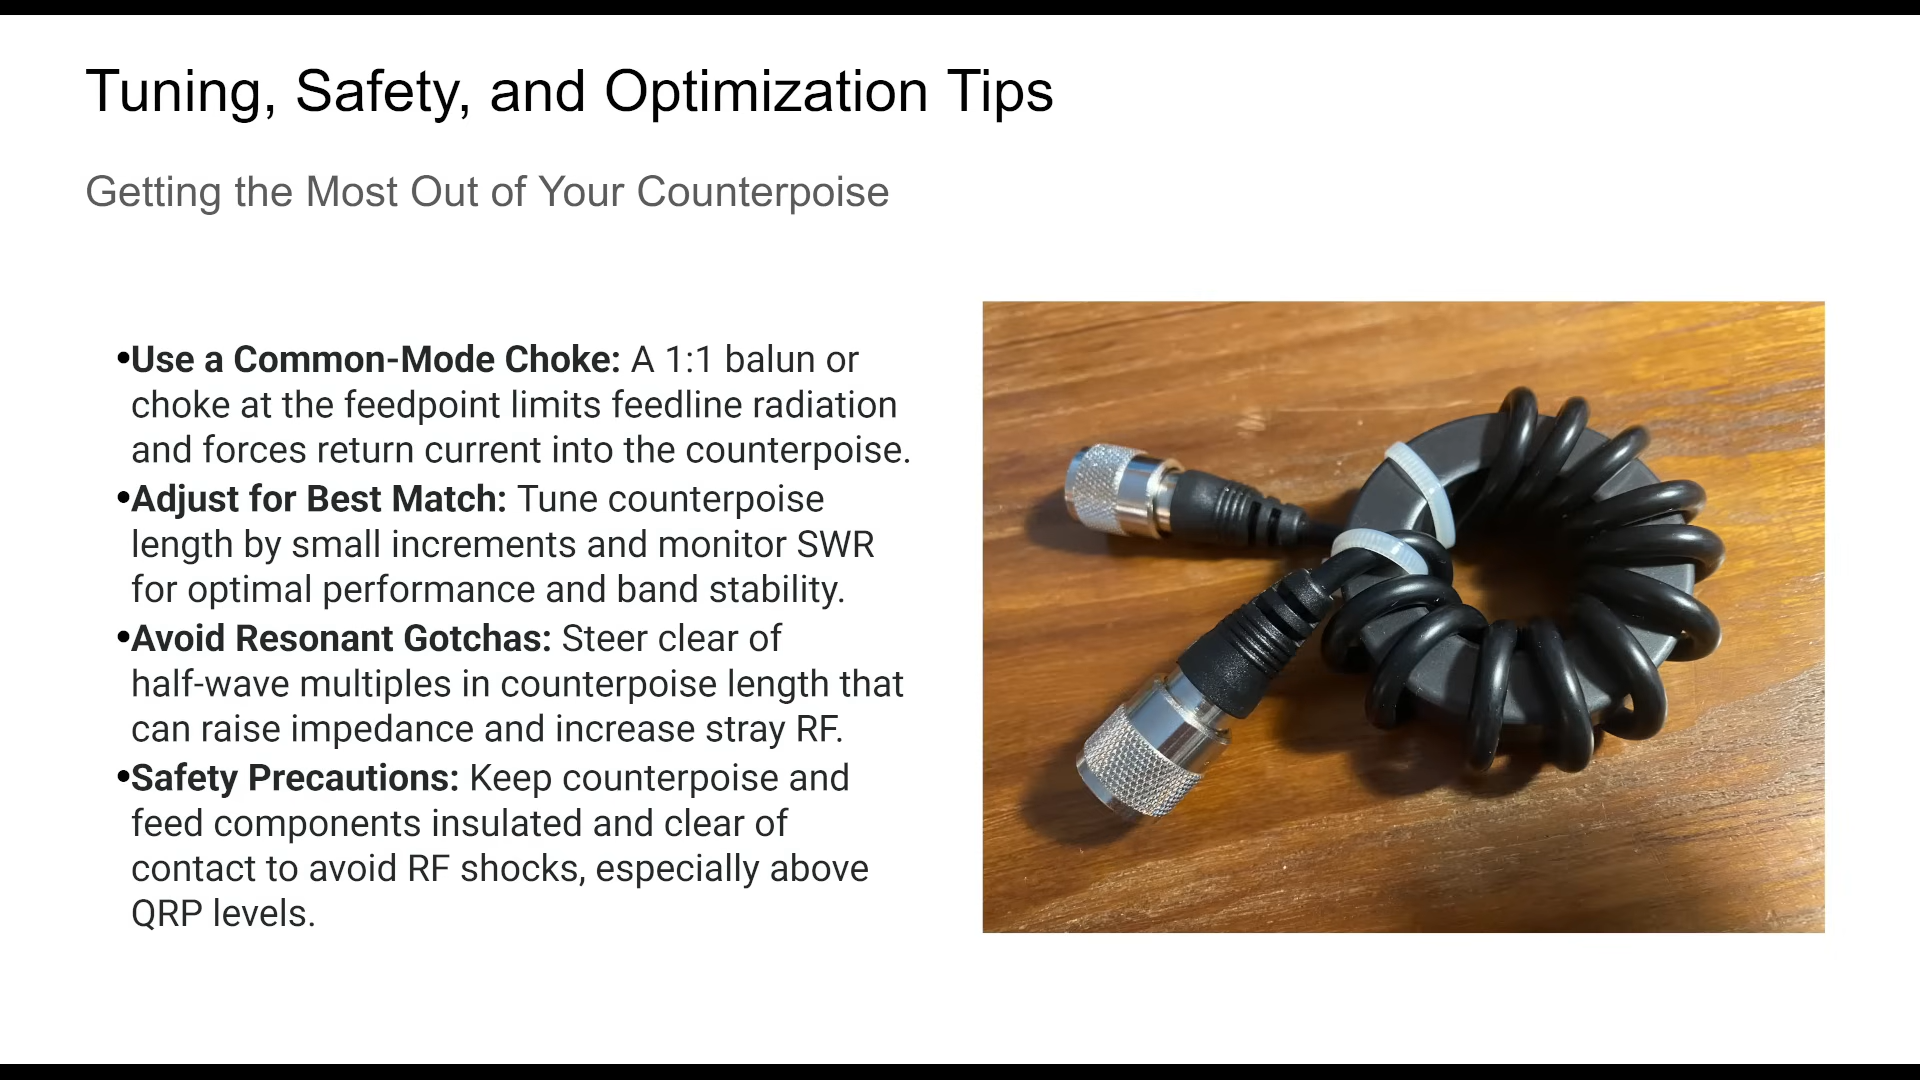 Tuning, Safety, and Optimization Tips
Getting the Most Out of Your Counterpoise
•Use a Common-Mode Choke: A 1:1 balun or
choke at the feedpoint limits feedline radiation
and forces return current into the counterpoise.
•Adjust for Best Match: Tune counterpoise
length by small increments and monitor SWR
for optimal performance and band stability.
•Avoid Resonant Gotchas: Steer clear of
half-wave multiples in counterpoise length that
can raise impedance and increase stray RF.
•Safety Precautions: Keep counterpoise and
feed components insulated and clear of
contact to avoid RF shocks, especially above
QRP levels.